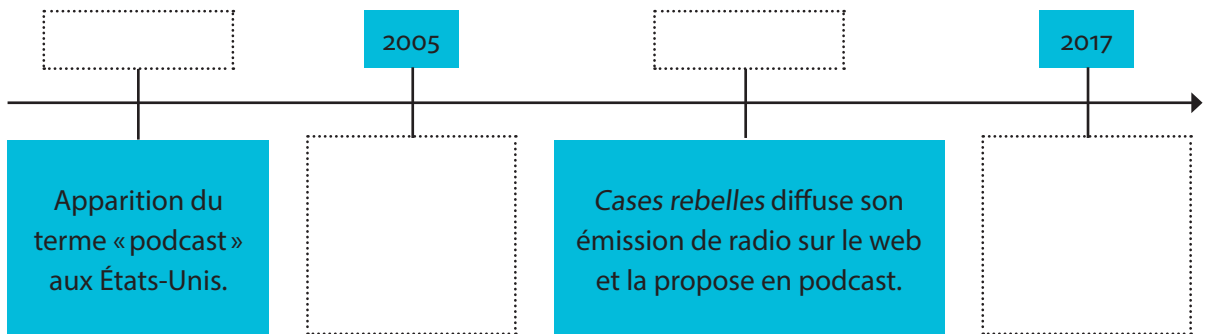 2005
2017
Apparition du
terme « podcast »
aux États-Unis.
Cases rebelles diffuse son
émission de radio sur le web
et la propose en podcast.